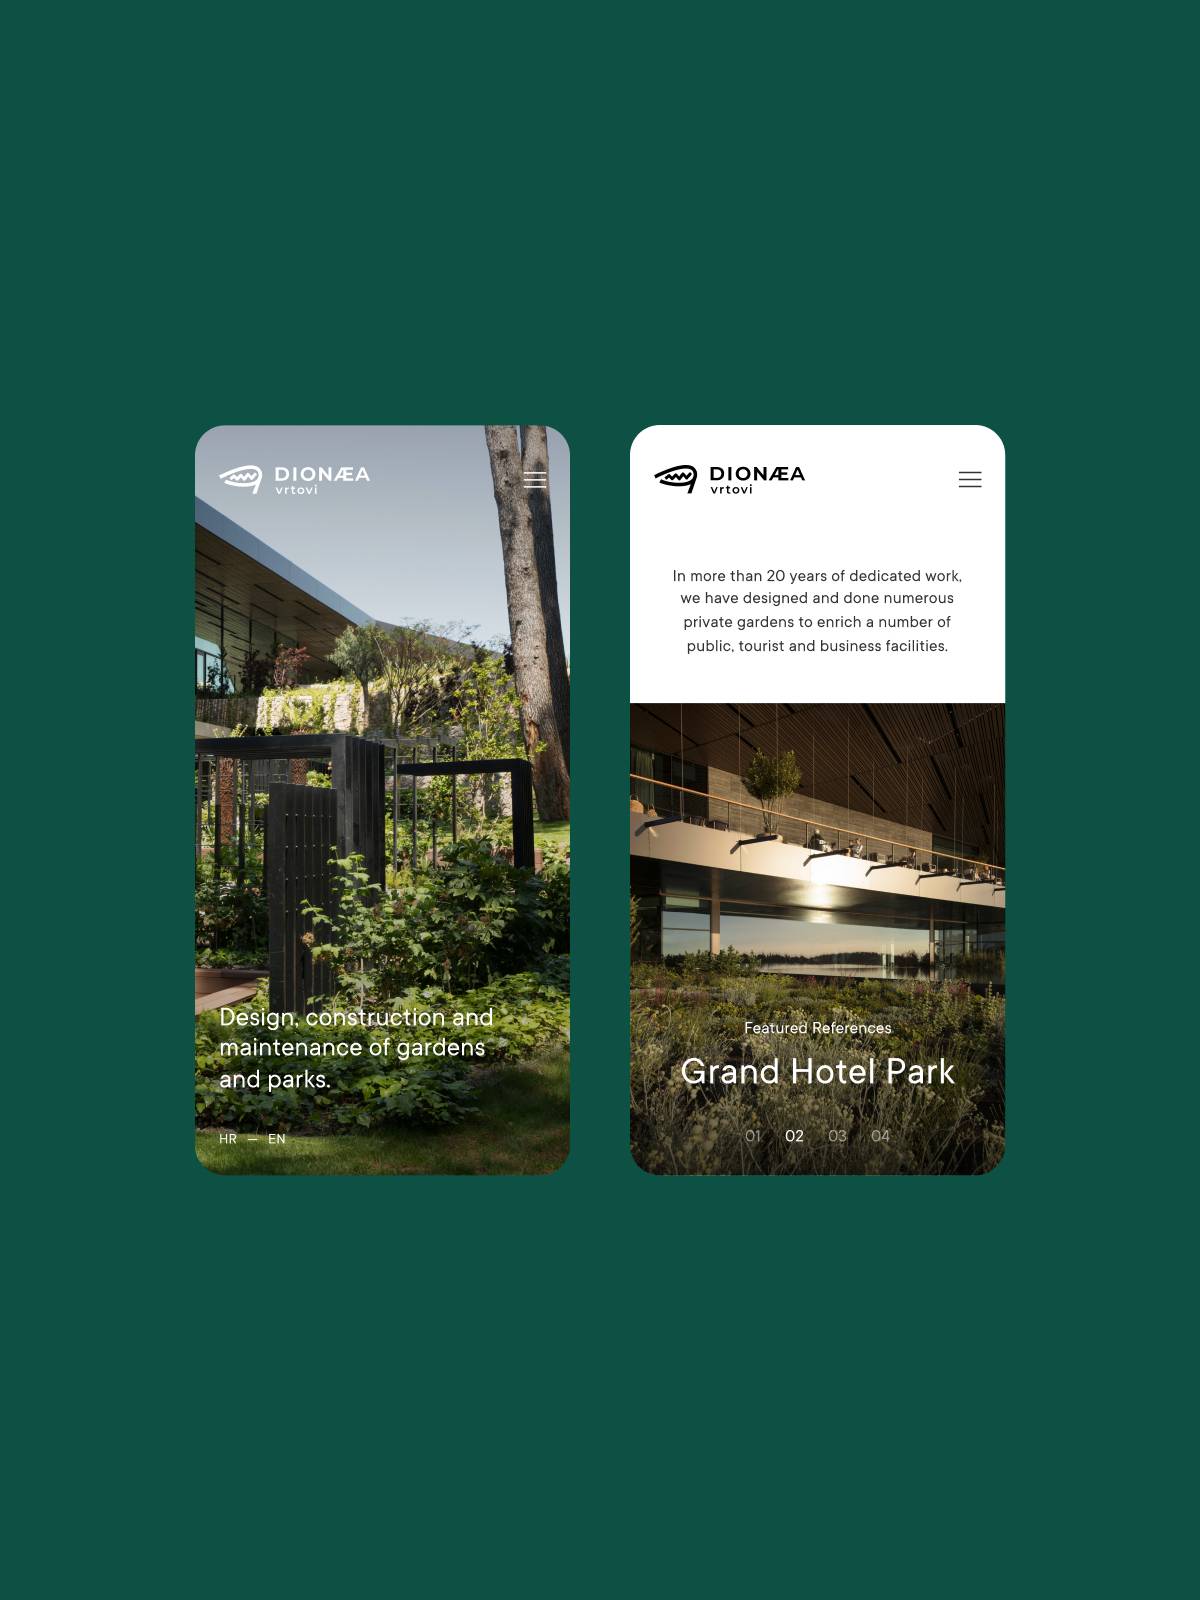 DIONÆA
vrtovi
Design, construction and
maintenance of gardens
and parks.
HR — EN
DIONÆA
vrtovi
In more than 20 years of dedicated work,
we have designed and done numerous
private gardens to enrich a number of
public, tourist and business facilities.
Featured References
Grand Hotel Park
01 02 03 04